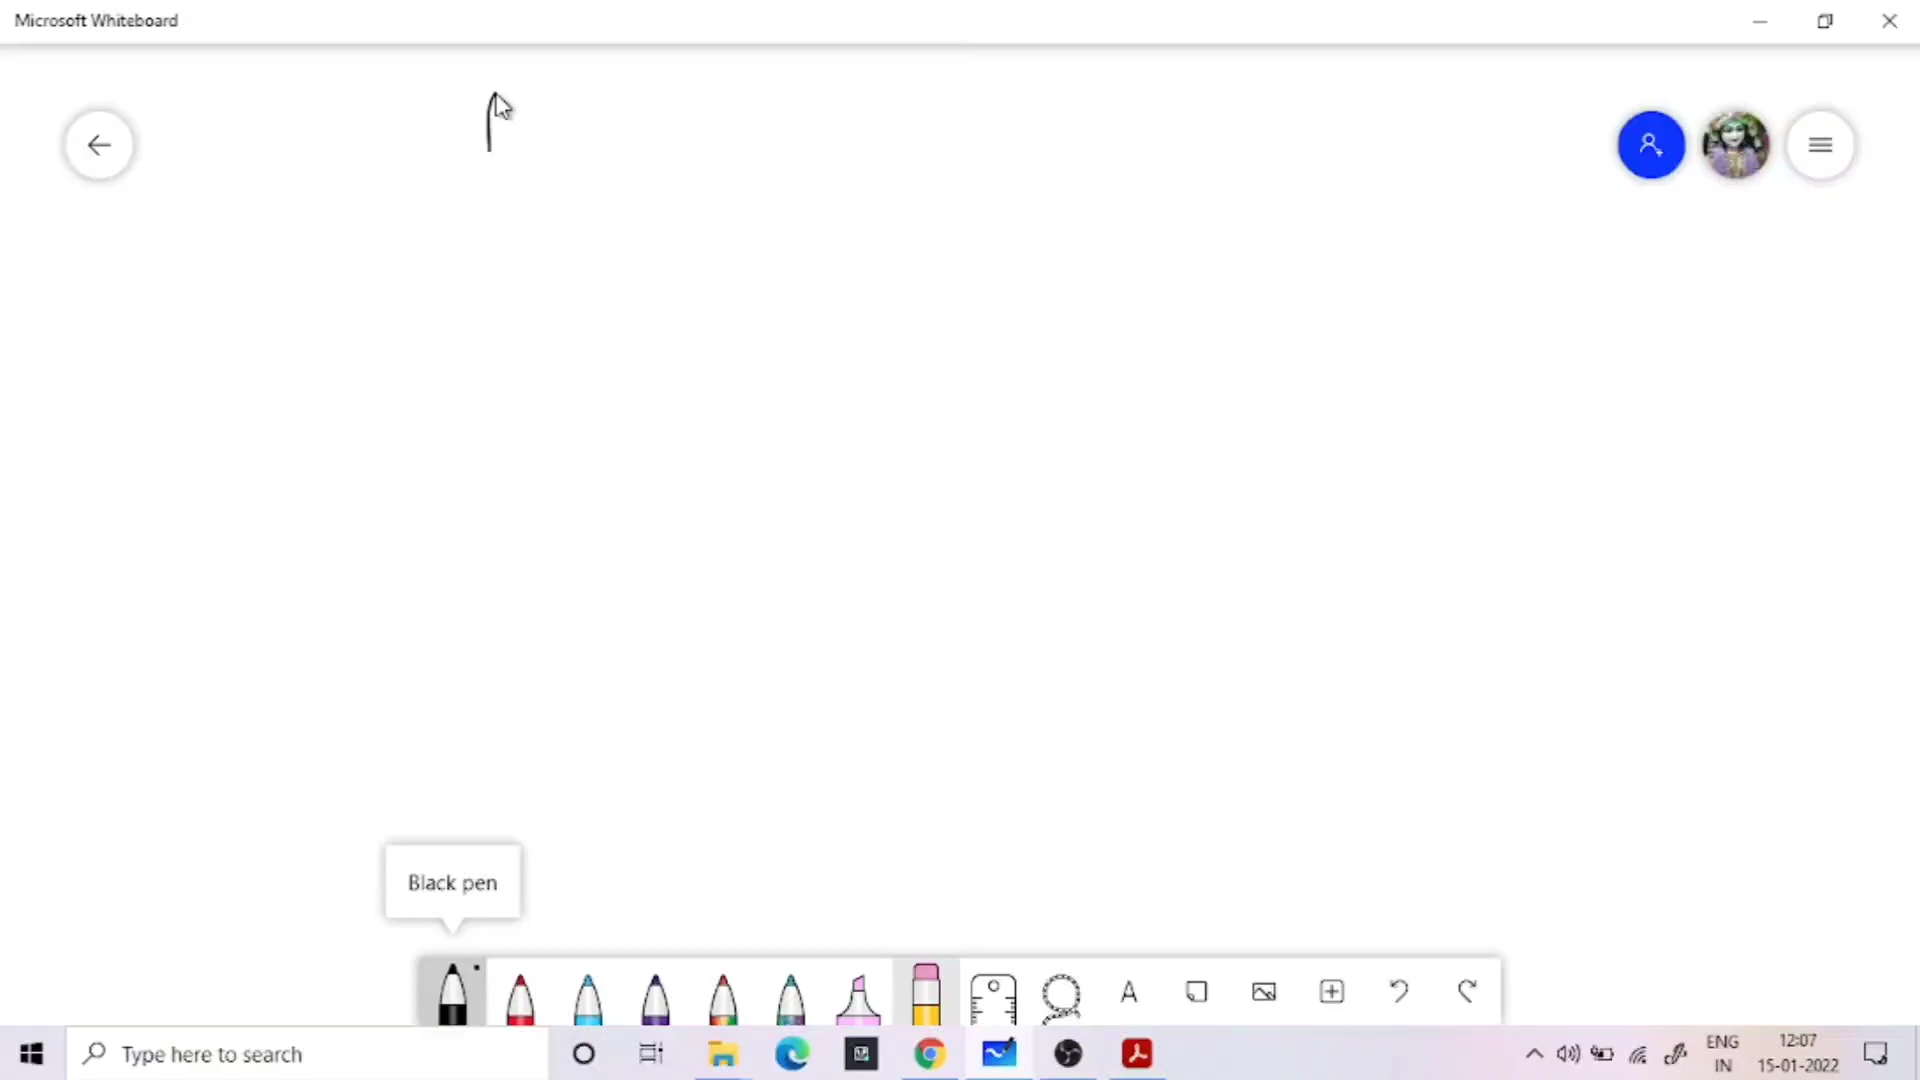 Microsoft Whiteboard
Black pen
Type here to search
ENG
IN
12:07
15-01-2022